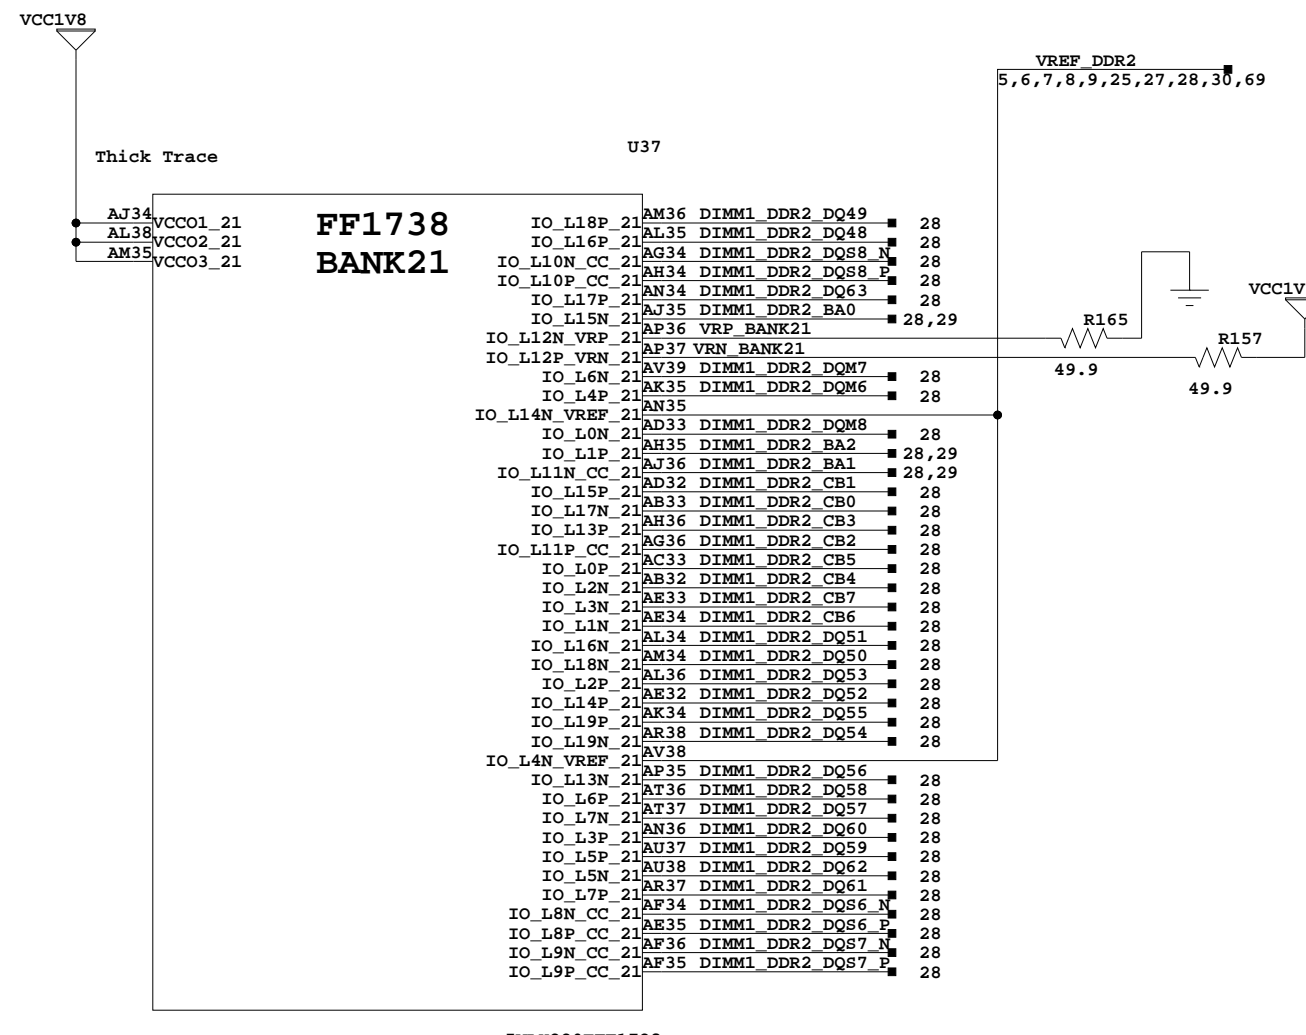 VCC1V8
VREF_DDR2
5,6,7,8,9,25,27,28,30,69
U37
Thick Trace
FF1738
BANK21
AJ34 VCCO1_21
AL38 VCCO2_21
AM35 VCCO3_21
IO_L18P_21 AM36 DIMM1_DDR2_DQ49 28
IO_L16P_21 AL35 DIMM1_DDR2_DQ48 28
IO_L10N_CC_21 AG34 DIMM1_DDR2_DQS8_N 28
IO_L10P_CC_21 AH34 DIMM1_DDR2_DQS8_P 28
IO_L17P_21 AN34 DIMM1_DDR2_DQ63 28
IO_L15N_21 AJ35 DIMM1_DDR2_BA0 28,29
IO_L12N_VRP_21 AP36 VRP_BANK21 R165 49.9
IO_L12P_VRN_21 AP37 VRN_BANK21 R157 49.9
VCC1V
IO_L6N_21 AV39 DIMM1_DDR2_DQM7 28
IO_L4P_21 AK35 DIMM1_DDR2_DQM6 28
IO_L14N_VREF_21 AN35
IO_L0N_21 AD33 DIMM1_DDR2_DQM8 28
IO_L1P_21 AH35 DIMM1_DDR2_BA2 28,29
IO_L11N_CC_21 AJ36 DIMM1_DDR2_BA1 28,29
IO_L15P_21 AD32 DIMM1_DDR2_CB1 28
IO_L17N_21 AB33 DIMM1_DDR2_CB0 28
IO_L13P_21 AH36 DIMM1_DDR2_CB3 28
IO_L11P_CC_21 AG36 DIMM1_DDR2_CB2 28
IO_L0P_21 AC33 DIMM1_DDR2_CB5 28
IO_L2N_21 AB32 DIMM1_DDR2_CB4 28
IO_L3N_21 AE33 DIMM1_DDR2_CB7 28
IO_L1N_21 AE34 DIMM1_DDR2_CB6 28
IO_L16N_21 AL34 DIMM1_DDR2_DQ51 28
IO_L18N_21 AM34 DIMM1_DDR2_DQ50 28
IO_L2P_21 AL36 DIMM1_DDR2_DQ53 28
IO_L14P_21 AE32 DIMM1_DDR2_DQ52 28
IO_L19P_21 AK34 DIMM1_DDR2_DQ55 28
IO_L19N_21 AR38 DIMM1_DDR2_DQ54 28
IO_L4N_VREF_21 AV38
IO_L13N_21 AP35 DIMM1_DDR2_DQ56 28
IO_L6P_21 AT36 DIMM1_DDR2_DQ58 28
IO_L7N_21 AT37 DIMM1_DDR2_DQ57 28
IO_L3P_21 AN36 DIMM1_DDR2_DQ60 28
IO_L5P_21 AU37 DIMM1_DDR2_DQ59 28
IO_L5N_21 AU38 DIMM1_DDR2_DQ62 28
IO_L7P_21 AR37 DIMM1_DDR2_DQ61 28
IO_L8N_CC_21 AF34 DIMM1_DDR2_DQS6_N 28
IO_L8P_CC_21 AE35 DIMM1_DDR2_DQS6_P 28
IO_L9N_CC_21 AF36 DIMM1_DDR2_DQS7_N 28
IO_L9P_CC_21 AF35 DIMM1_DDR2_DQS7_P 28